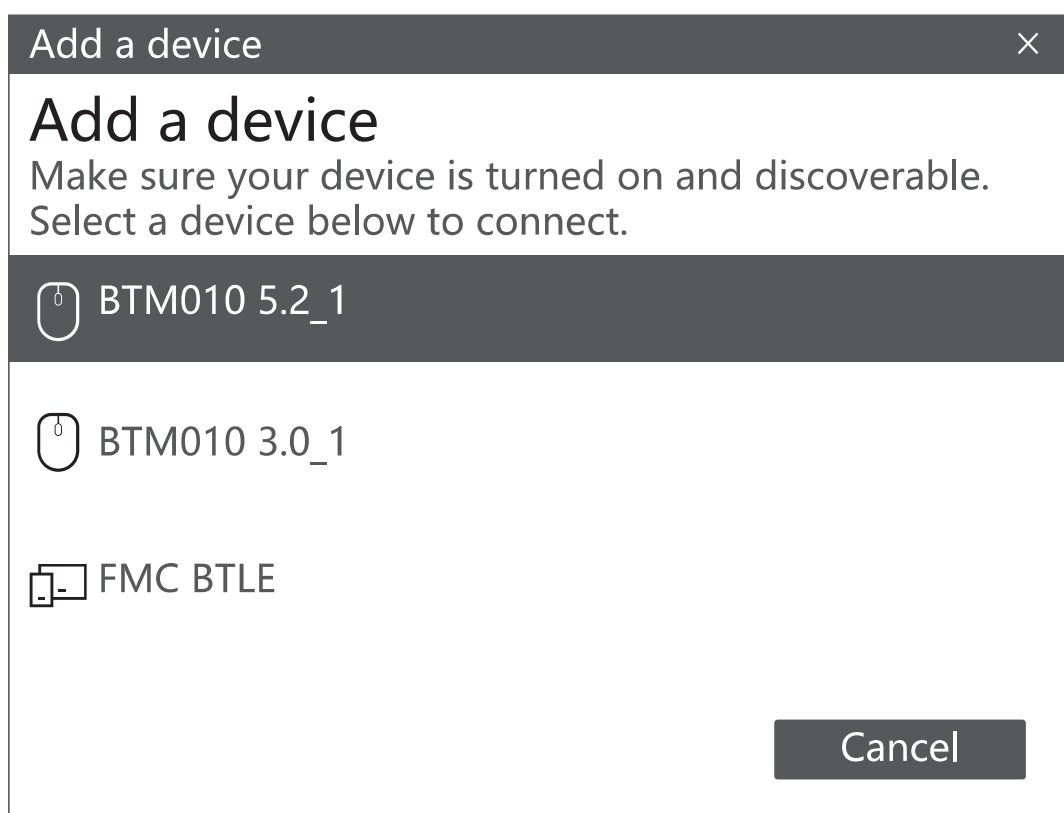 Add a device
Add a device
Make sure your device is turned on and discoverable.
Select a device below to connect.
BTM010 5.2_1
BTM010 3.0_1
FMC BTLE
Cancel